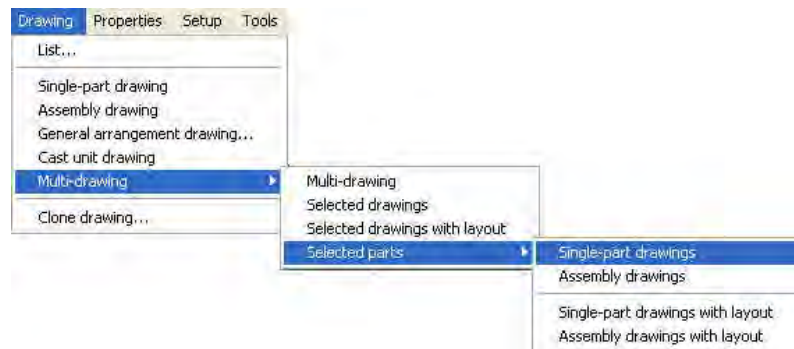 Drawing Properties Setup Tools
List...
Single-part drawing
Assembly drawing
General arrangement drawing...
Cast unit drawing
Multi-drawing
Clone drawing...
Multi-drawing
Selected drawings
Selected drawings with layout
Selected parts
Single-part drawings
Assembly drawings
Single-part drawings with layout
Assembly drawings with layout